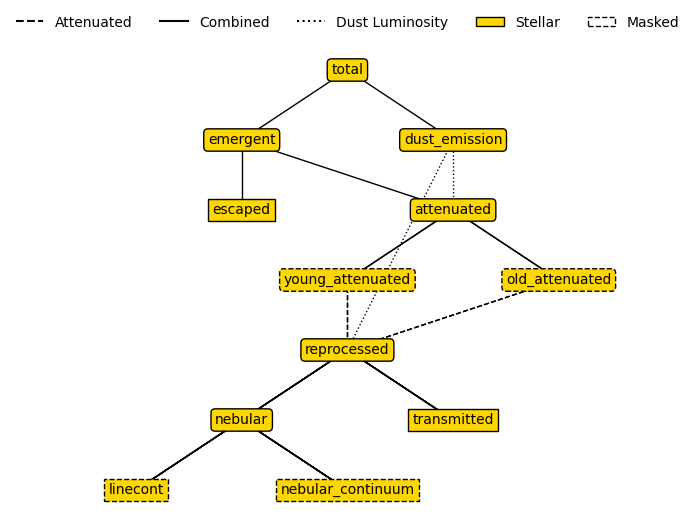 Attenuated Combined Dust Luminosity Stellar Masked
total
emergent dust_emission
escaped attenuated
young_attenuated old_attenuated
reprocessed
nebular transmitted
linecont nebular_continuum